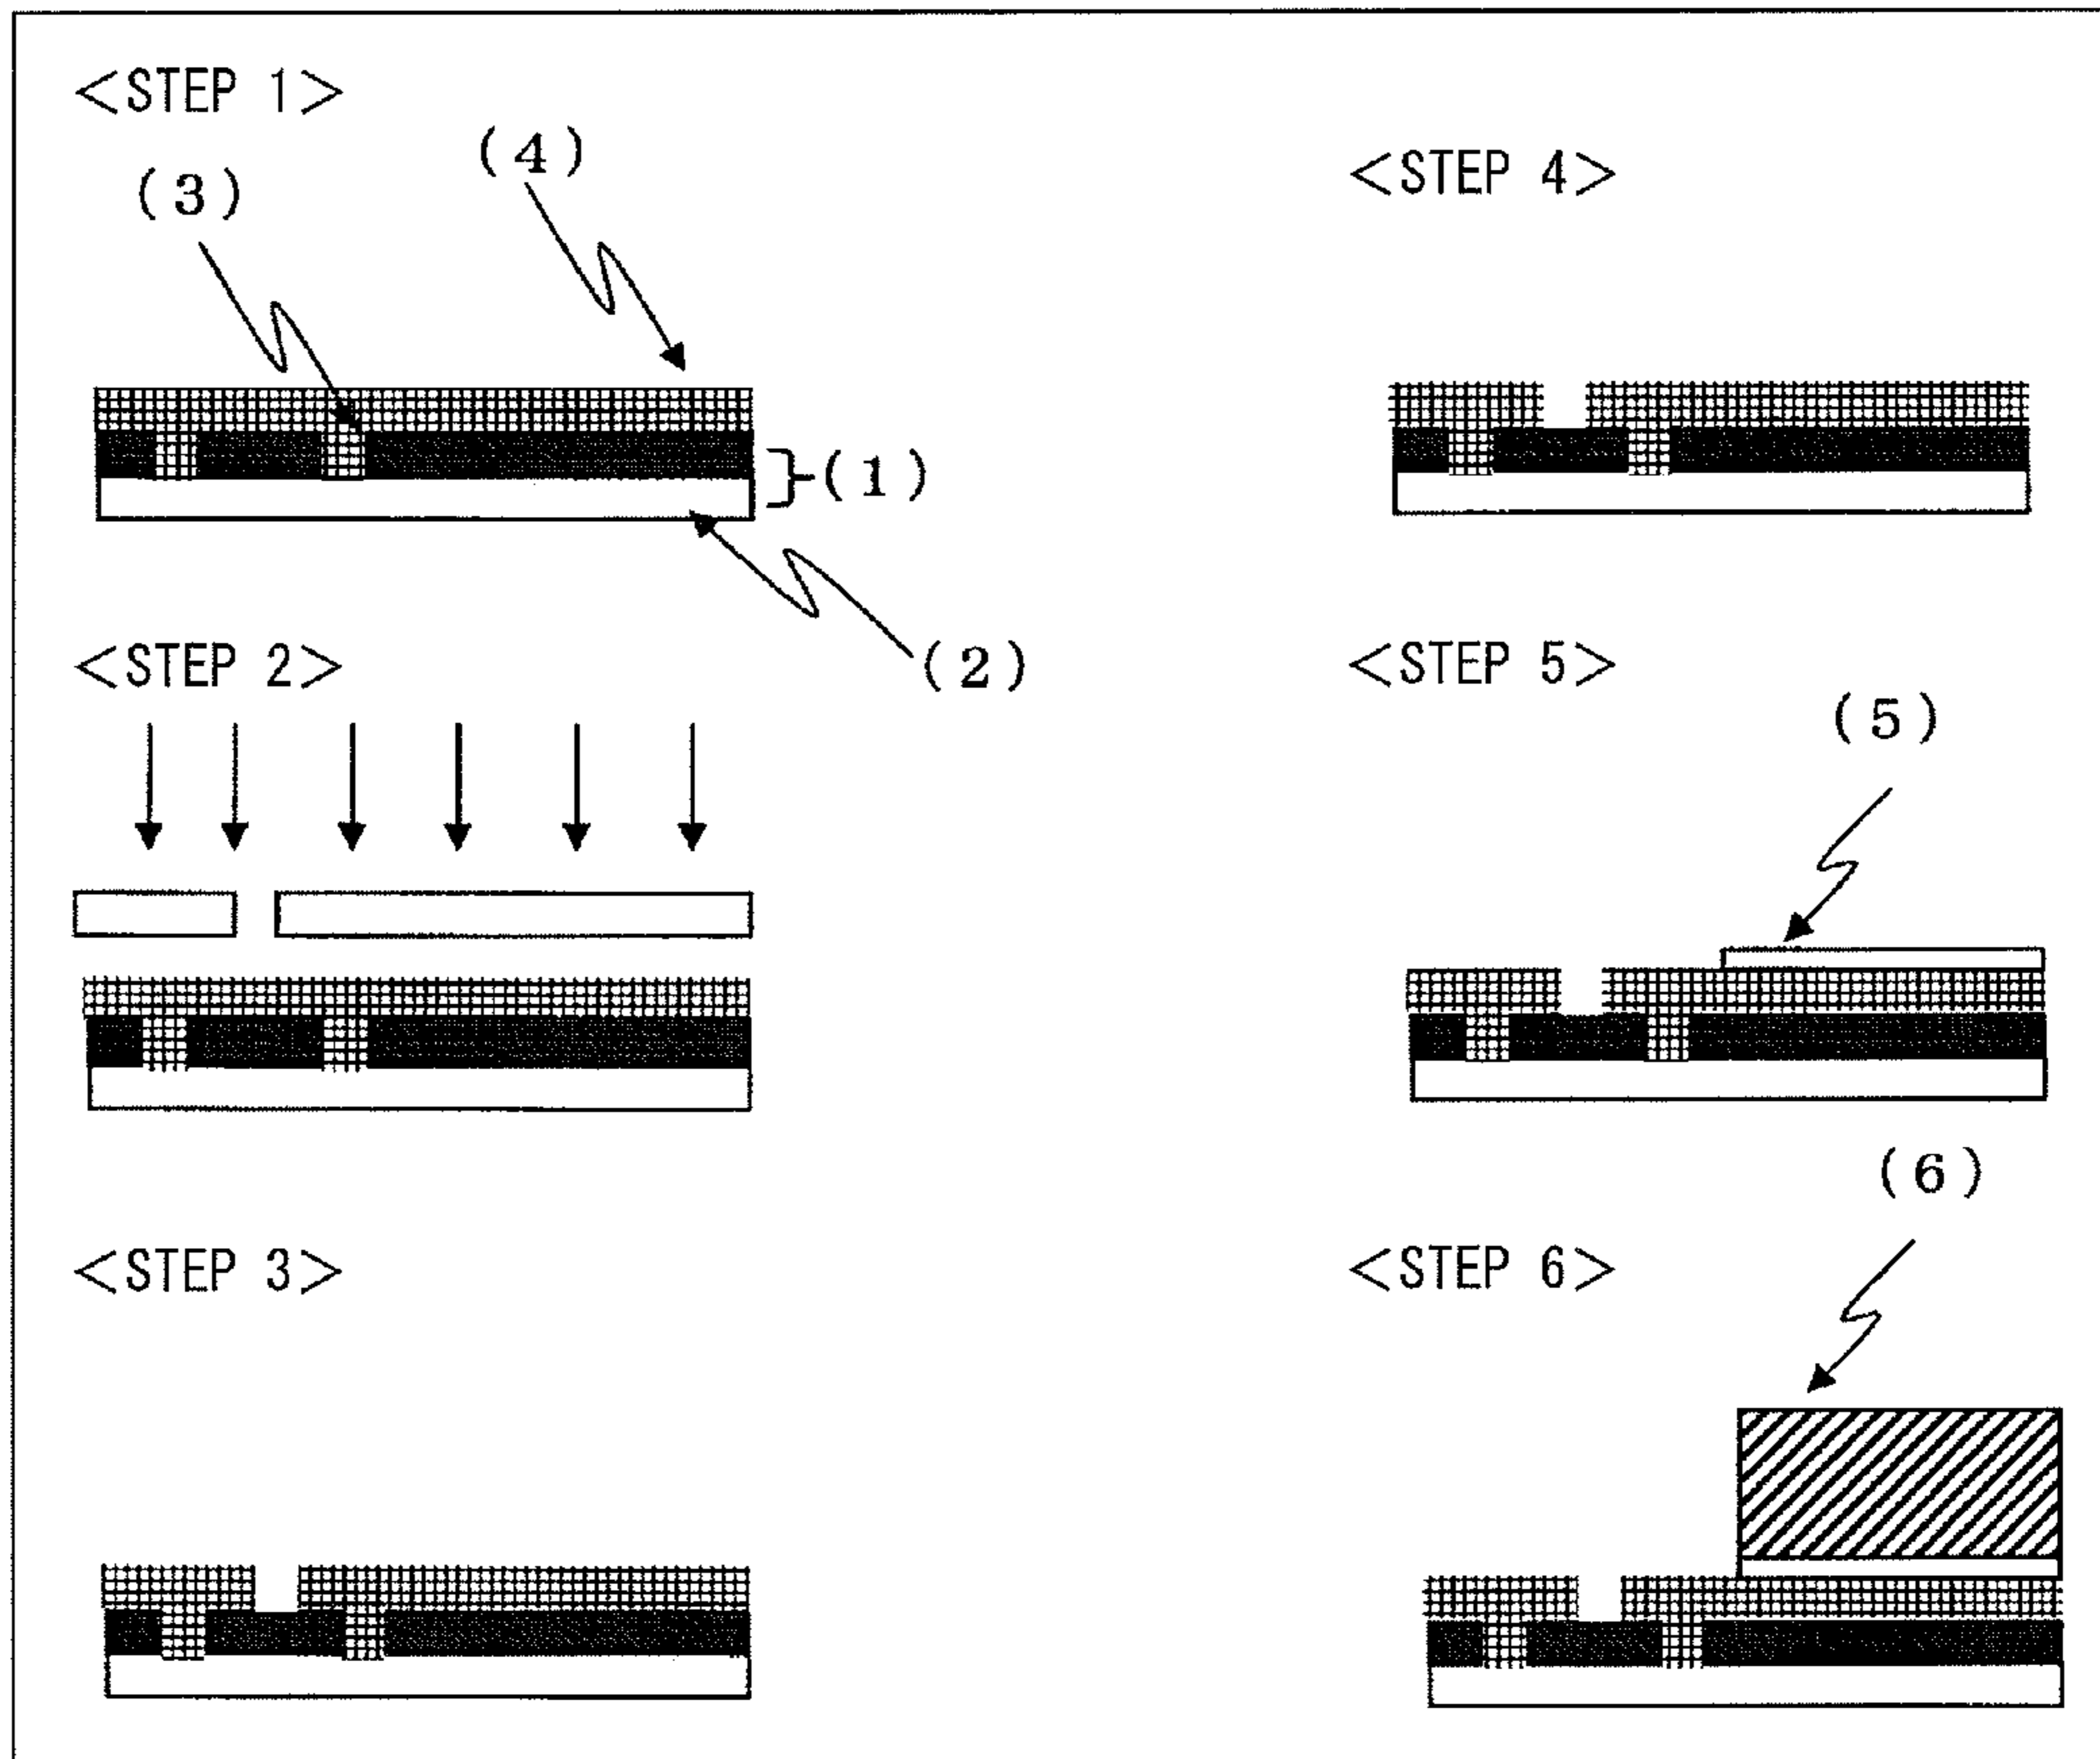 <STEP 1>
(3)
(4)
(1)
(2)
<STEP 2>
<STEP 3>
<STEP 4>
<STEP 5>
(5)
<STEP 6>
(6)